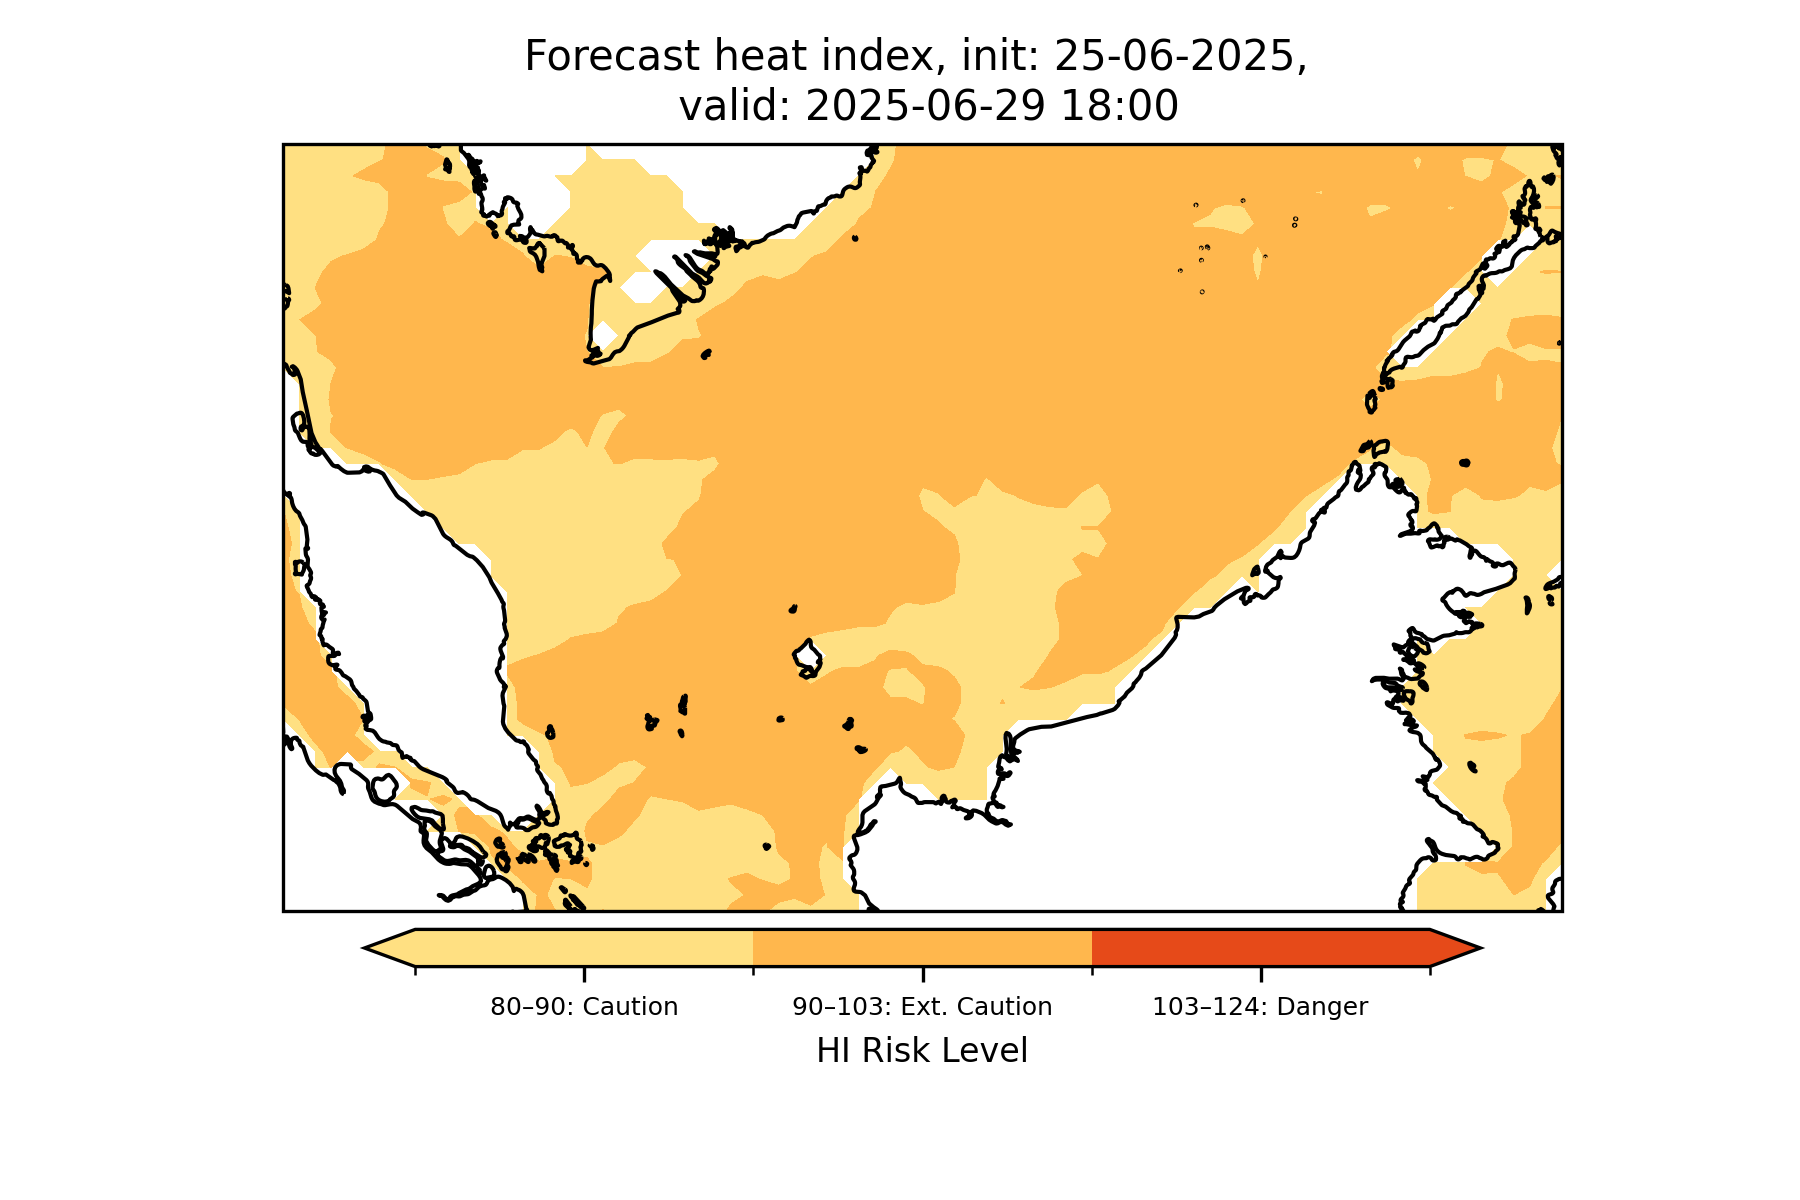 Forecast heat index, init: 25-06-2025,
valid: 2025-06-29 18:00
80–90: Caution
90–103: Ext. Caution
103–124: Danger
HI Risk Level